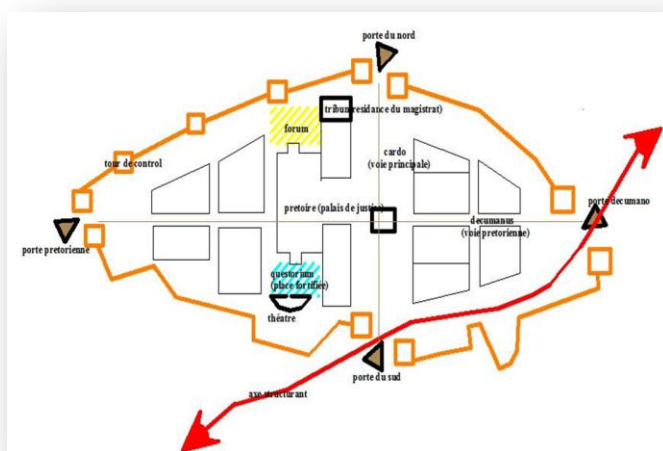 porte du nord
tribun(residance du magistrat)
forum
cardo
(voie principale)
tour de control
pretoire (palais de justice)
porte decumano
decumanus
(voie pretorienne)
porte pretorienne
questorium
(place fortifiée)
théatre
porte du sud
axe structurant